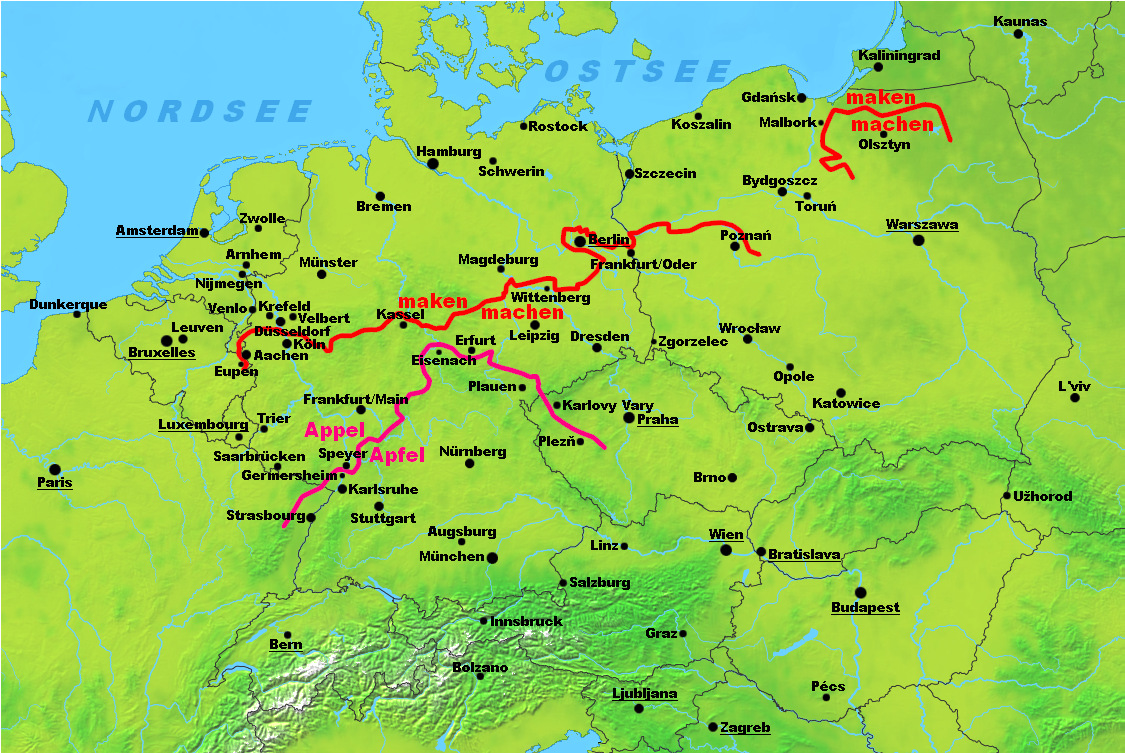 Kaunas
Kaliningrad
OSTSEE
NORDSEE
Gdańsk
maken
Koszalin
Malbork
machen
Rostock
Olsztyn
Hamburg
Schwerin
Szczecin
Bydgoszcz
Bremen
Toruń
Zwolle
Amsterdam
Warszawa
Berlin
Poznań
Arnhem
Münster
Magdeburg
Frankfurt/Oder
Nijmegen
Wittenberg
Dunkerque
Venlo
Krefeld
maken
Kassel
machen
Velbert
Leuven
Düsseldorf
Wrocław
Leipzig
Dresden
Zgorzelec
Köln
Erfurt
Bruxelles
Aachen
Eisenach
Eupen
Opole
Plauen
L'viv
Frankfurt/Main
Karlovy Vary
Katowice
Praha
Trier
Luxembourg
Appel
Ostrava
Plezň
Saarbrücken
Speyer
Apfel
Nürnberg
Germersheim
Brno
Paris
Karlsruhe
Užhorod
Strasbourg
Stuttgart
Augsburg
Wien
Linz
München
Bratislava
Salzburg
Budapest
Innsbruck
Bern
Graz
Bolzano
Pécs
Ljubljana
Zagreb